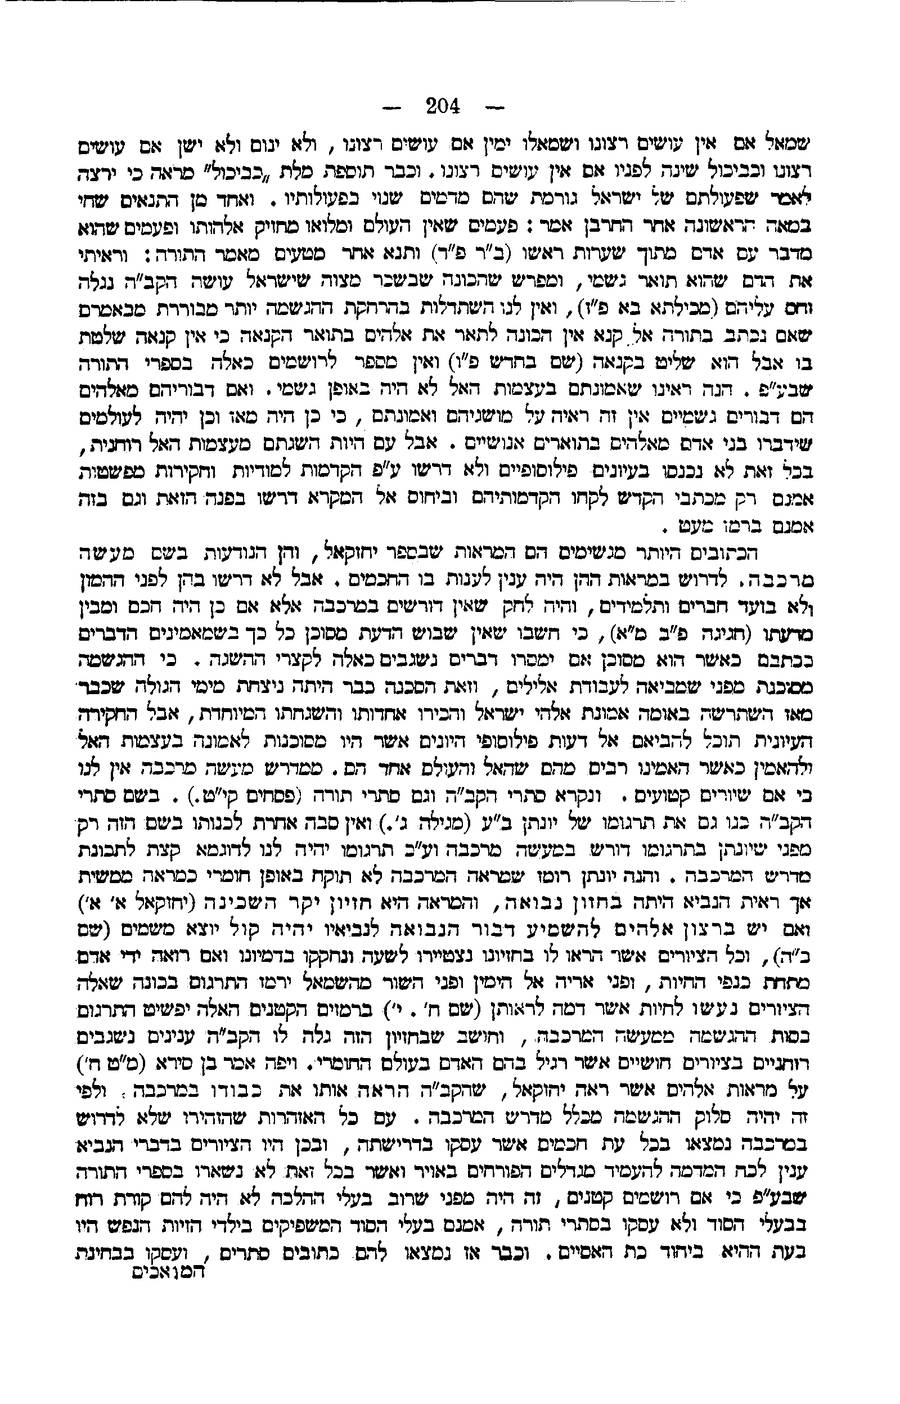 — 204 —
שמאל אם אין עושים רצונו ושמאלו ימין אם עושים רצונו, ולא ינום ולא ישן אם עושים
רצונו וכביכול שינה לפניו אם אין עושים רצונו. וכבר תוספת מלת „כביכול" מראה כי ירצה
לאמר שפעולתם של ישראל גורמת שהם מדמים שנוי בפעולותיו. ואחד מן התנאים שחי
במאה הראשונה אחר החרבן אמר: פעמים שאין העולם ומלואו מחזיק אלהותו ופעמים שהוא
מדבר עם אדם מתוך שערות ראשו (ב"ר פ"ד) ותנא אחר מטעים מאמר התורה: וראיתי
את הדם שהוא תואר גשמי, ומפרש שהכונה שבשכר מצוה שישראל עושה הקב"ה נגלה
וחם עליהם (מכילתא בא פ"ז), ואין לנו השתדלות בהרחקת ההגשמה יותר מבוררת מבאמרם
שאם נכתב בתורה אל קנא אין הכונה לתאר את אלהים בתואר הקנאה כי אין קנאה שלטת
בו אבל הוא שליט בקנאה (שם בחדש פ"ו) ואין מספר לרושמים כאלה בספרי התורה
שבע"פ. הנה ראינו שאמונתם בעצמות האל לא היה באופן גשמי. ואם דבוריהם מאלהים
הם דבורים גשמיים אין זה ראיה על מושגיהם ואמונתם, כי כן היה מאז וכן יהיה לעולמים
שידברו בני אדם מאלהים בתוארים אנושיים. אבל עם היות השגתם מעצמות האל רוחנית,
בכל זאת לא נכנסו בעיונים פילוסופיים ולא דרשו ע"פ הקדמות למודיות וחקירות מפשטות
אמנם רק מכתבי הקדש לקחו הקדמותיהם וביחוס אל המקרא דרשו בפנה הזאת וגם בזה
אמנם ברמז מעט.
הכתובים היותר מגשימים הם המראות שבספר יחזקאל, והן הנודעות בשם מעשה
מרכבה. לדרוש במראות ההן היה ענין לענות בו החכמים. אבל לא דרשו בהן לפני ההמון
ולא בועד חברים ותלמידים, והיה לחק שאין דורשים במרכבה אלא אם כן היה חכם ומבין
מדעתו (חגיגה פ"ב מ"א), כי חשבו שאין שבוש הדעת מסוכן כל כך בשמאמינים הדברים
ככתבם כאשר הוא מסוכן אם ימסרו דברים נשגבים כאלה לקצרי ההשגה. כי ההגשמה
מסוכנת מפני שמביאה לעבודת אלילים, וזאת הסכנה כבר היתה ניצחת מימי הגולה שכבר
מאז השתרשה באומה אמונת אלהי ישראל והכירו אחדותו והשגחתו המיוחדת, אבל החקירה
העיונית תוכל להביאם אל דעות פילוסופי היונים אשר היו מסוכנות לאמונה בעצמות האל
ולהאמין כאשר האמינו רבים מהם שהאל והעולם אחד הם. ממדרש מעשה מרכבה אין לנו
כי אם שיורים קטועים. ונקרא סתרי הקב"ה וגם סתרי תורה (פסחים קי"ט.). בשם סתרי
הקב"ה כנו גם את תרגומו של יונתן ב"ע (מגילה ג'.) ואין סבה אחרת לכנותו בשם הזה רק
מפני שיונתן בתרגומו דורש במעשה מרכבה וע"כ תרגומו יהיה לנו לדוגמא קצת לתכונת
מדרש המרכבה. והנה יונתן רומז שמראה המרכבה לא תוקח באופן חומרי כמראה ממשית
אך ראית הנביא היתה בחזון נבואה, והמראה היא חזיון יקר השכינה (יחזקאל א' א')
ואם יש ברצון אלהים להשמיע דבור הנבואה לנביאיו יהיה קול יוצא משמים (שם
כ"ה), וכל הציורים אשר הראו לו בחזיונו נצטיירו לשעה ונחקקו בדמיונו ואם רואה ידי אדם
מתחת כנפי החיות, ופני אריה אל הימין ופני השור מהשמאל ירמז התרגום בכונה שאלה
הציורים נעשו לחיות אשר דמה לראותן (שם ח'. י') ברמזים הקטנים האלה יפשיט התרגום
כסות ההגשמה ממעשה המרכבה, וחושב שבחזיון הזה גלה לו הקב"ה ענינים נשגבים
רוחניים בציורים חושיים אשר רגיל בהם האדם בעולם החומרי. ויפה אמר בן סירא (מ"ט ח')
על מראות אלהים אשר ראה יחזקאל, שהקב"ה הראה אותו את כבודו במרכבה: ולפי
זה יהיה סלוק ההגשמה מכלל מדרש המרכבה. עם כל האזהרות שהזהירו שלא לדרוש
במרכבה נמצאו בכל עת חכמים אשר עסקו בדרישתה, ובכן היו הציורים בדברי הנביא
ענין לכח המדמה להעמיד מגדלים הפורחים באויר ואשר בכל זאת לא נשארו בספרי התורה
שבע"פ כי אם רושמים קטנים, זה היה מפני שרוב בעלי ההלכה לא היה להם קורת רוח
בבעלי הסוד ולא עסקו בסתרי תורה, אמנם בעלי הסוד המשפיקים בילדי הזיות הנפש היו
בעת ההיא ביחוד כת האסיים. וכבר אז נמצאו להם כתובים סתרים, ועסקו בבחינת
המלאכים